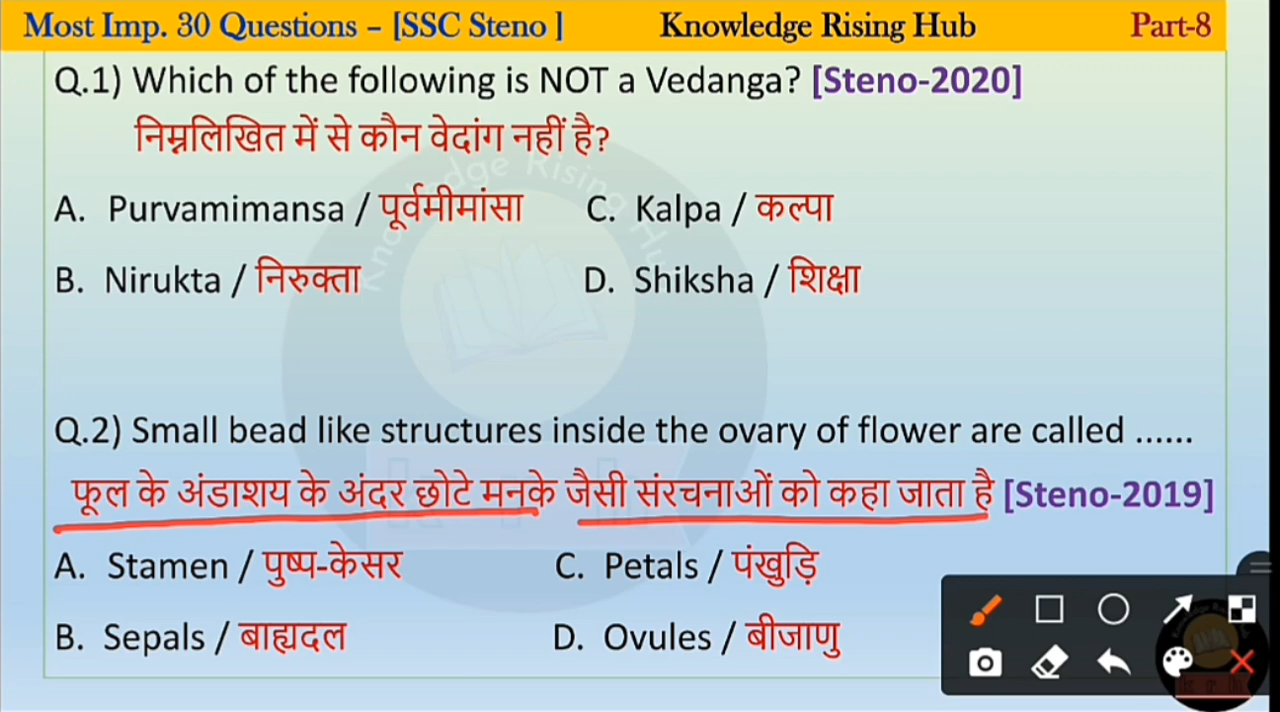 Most Imp. 30 Questions – [SSC Steno ] Knowledge Rising Hub Part-8
Q.1) Which of the following is NOT a Vedanga? [Steno-2020]
निम्नलिखित में से कौन वेदांग नहीं है?
A. Purvamimansa / पूर्वमीमांसा C. Kalpa / कल्पा
B. Nirukta / निरुक्ता D. Shiksha / शिक्षा
Q.2) Small bead like structures inside the ovary of flower are called ......
फूल के अंडाशय के अंदर छोटे मनके जैसी संरचनाओं को कहा जाता है [Steno-2019]
A. Stamen / पुष्प-केसर C. Petals / पंखुड़ि
B. Sepals / बाह्यदल D. Ovules / बीजाणु